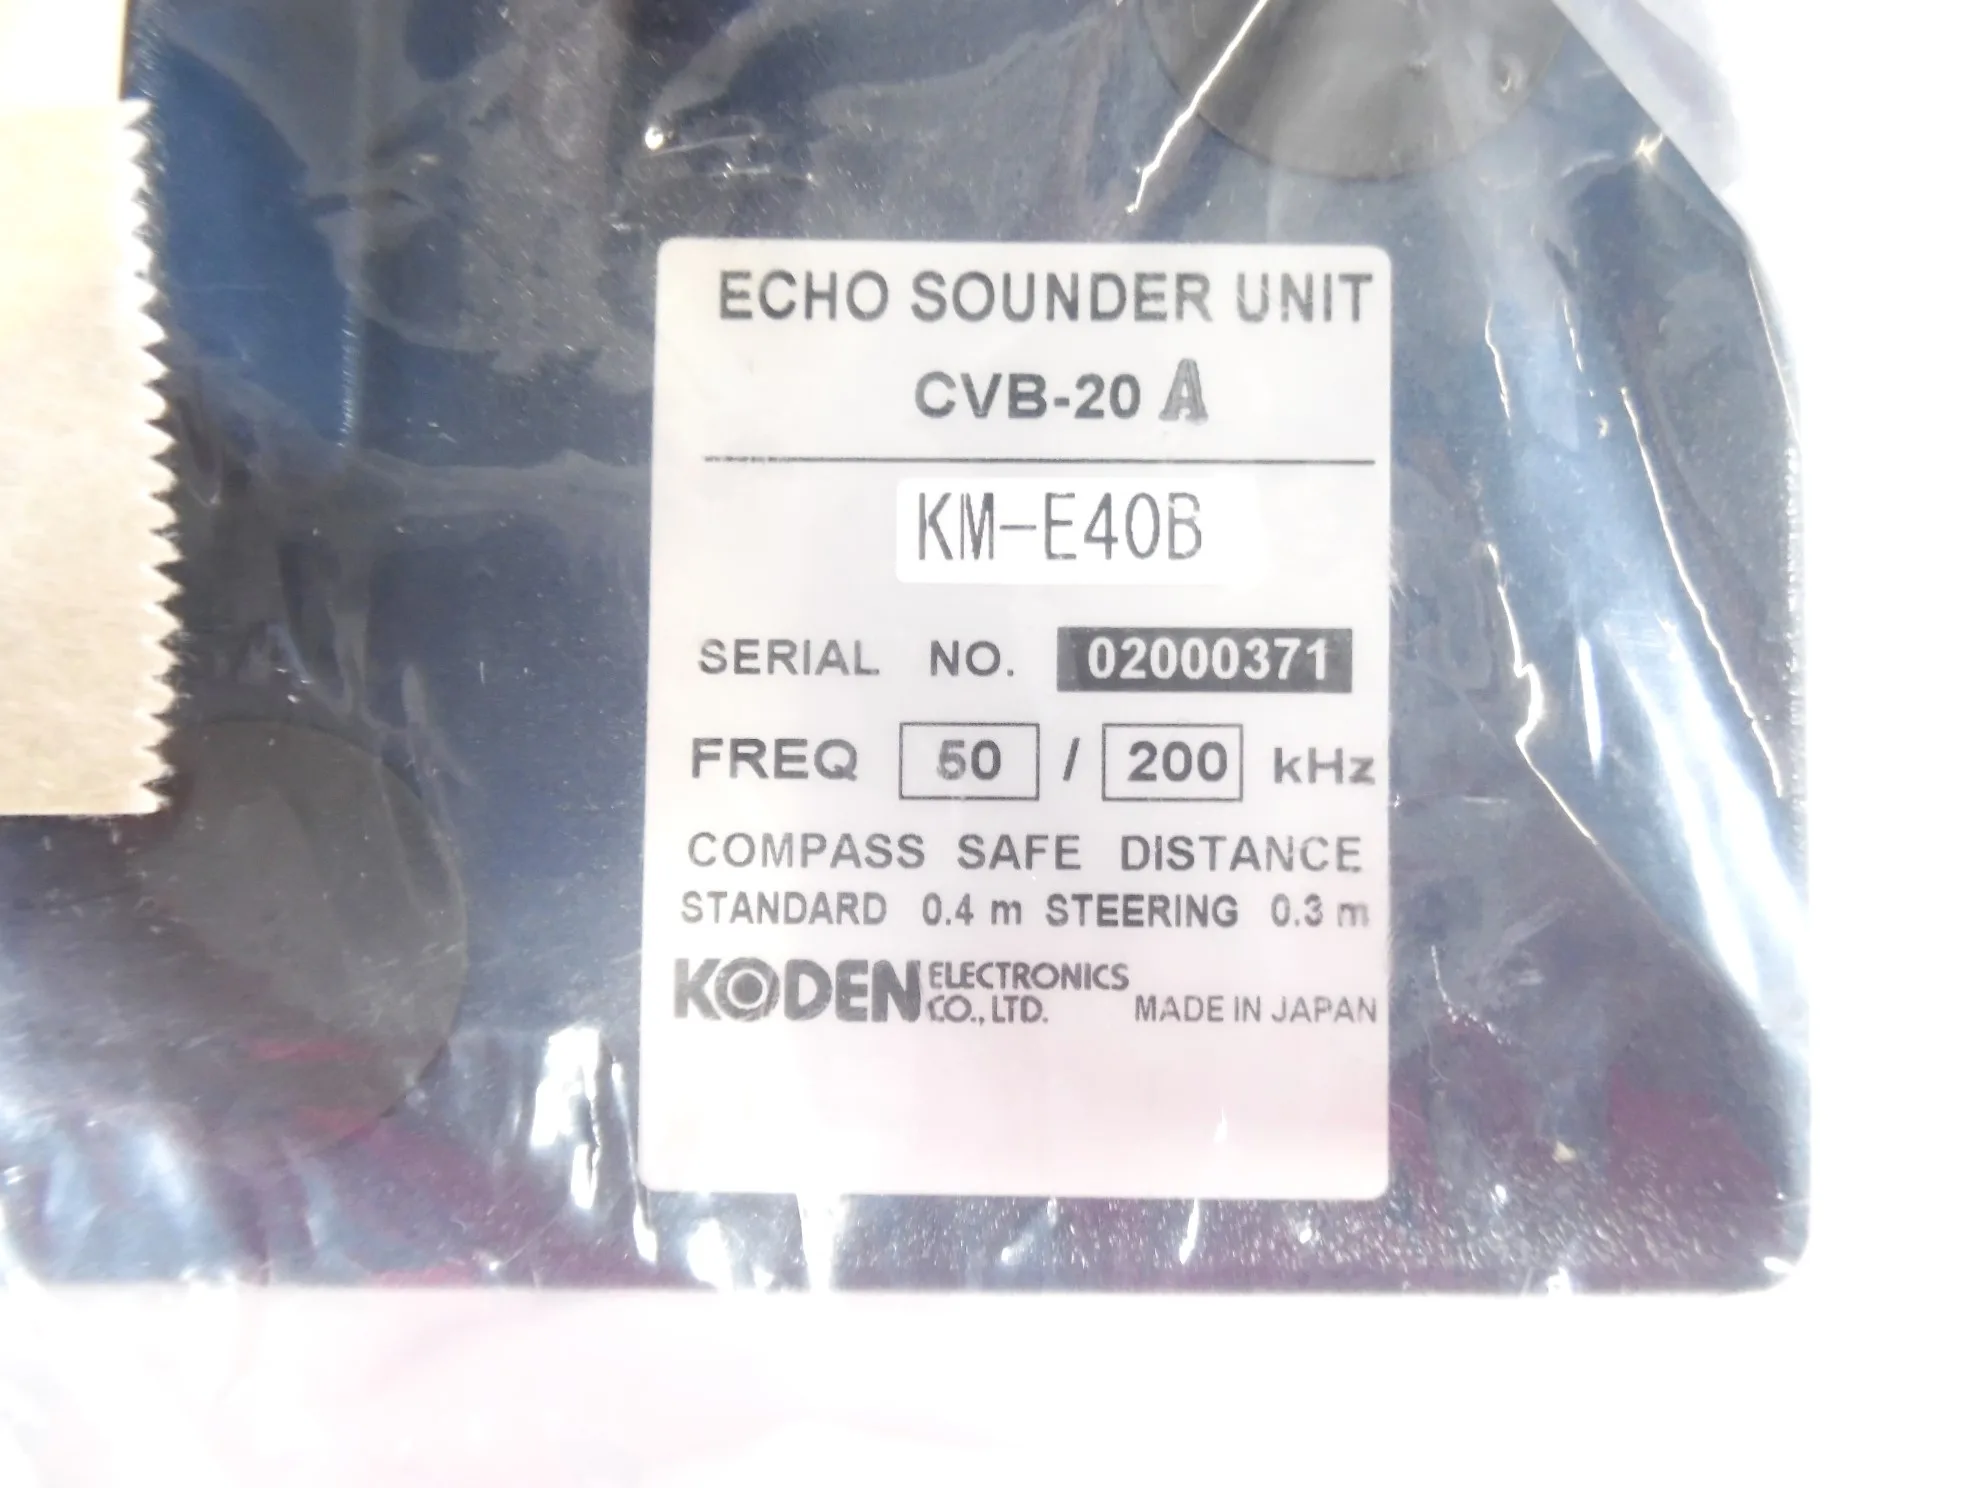 ECHO SOUNDER UNIT
CVB-20 A
KM-E40B
SERIAL NO. 02000371
FREQ 50 / 200 kHz
COMPASS SAFE DISTANCE
STANDARD 0.4 m STEERING 0.3 m
KODEN ELECTRONICS CO., LTD. MADE IN JAPAN